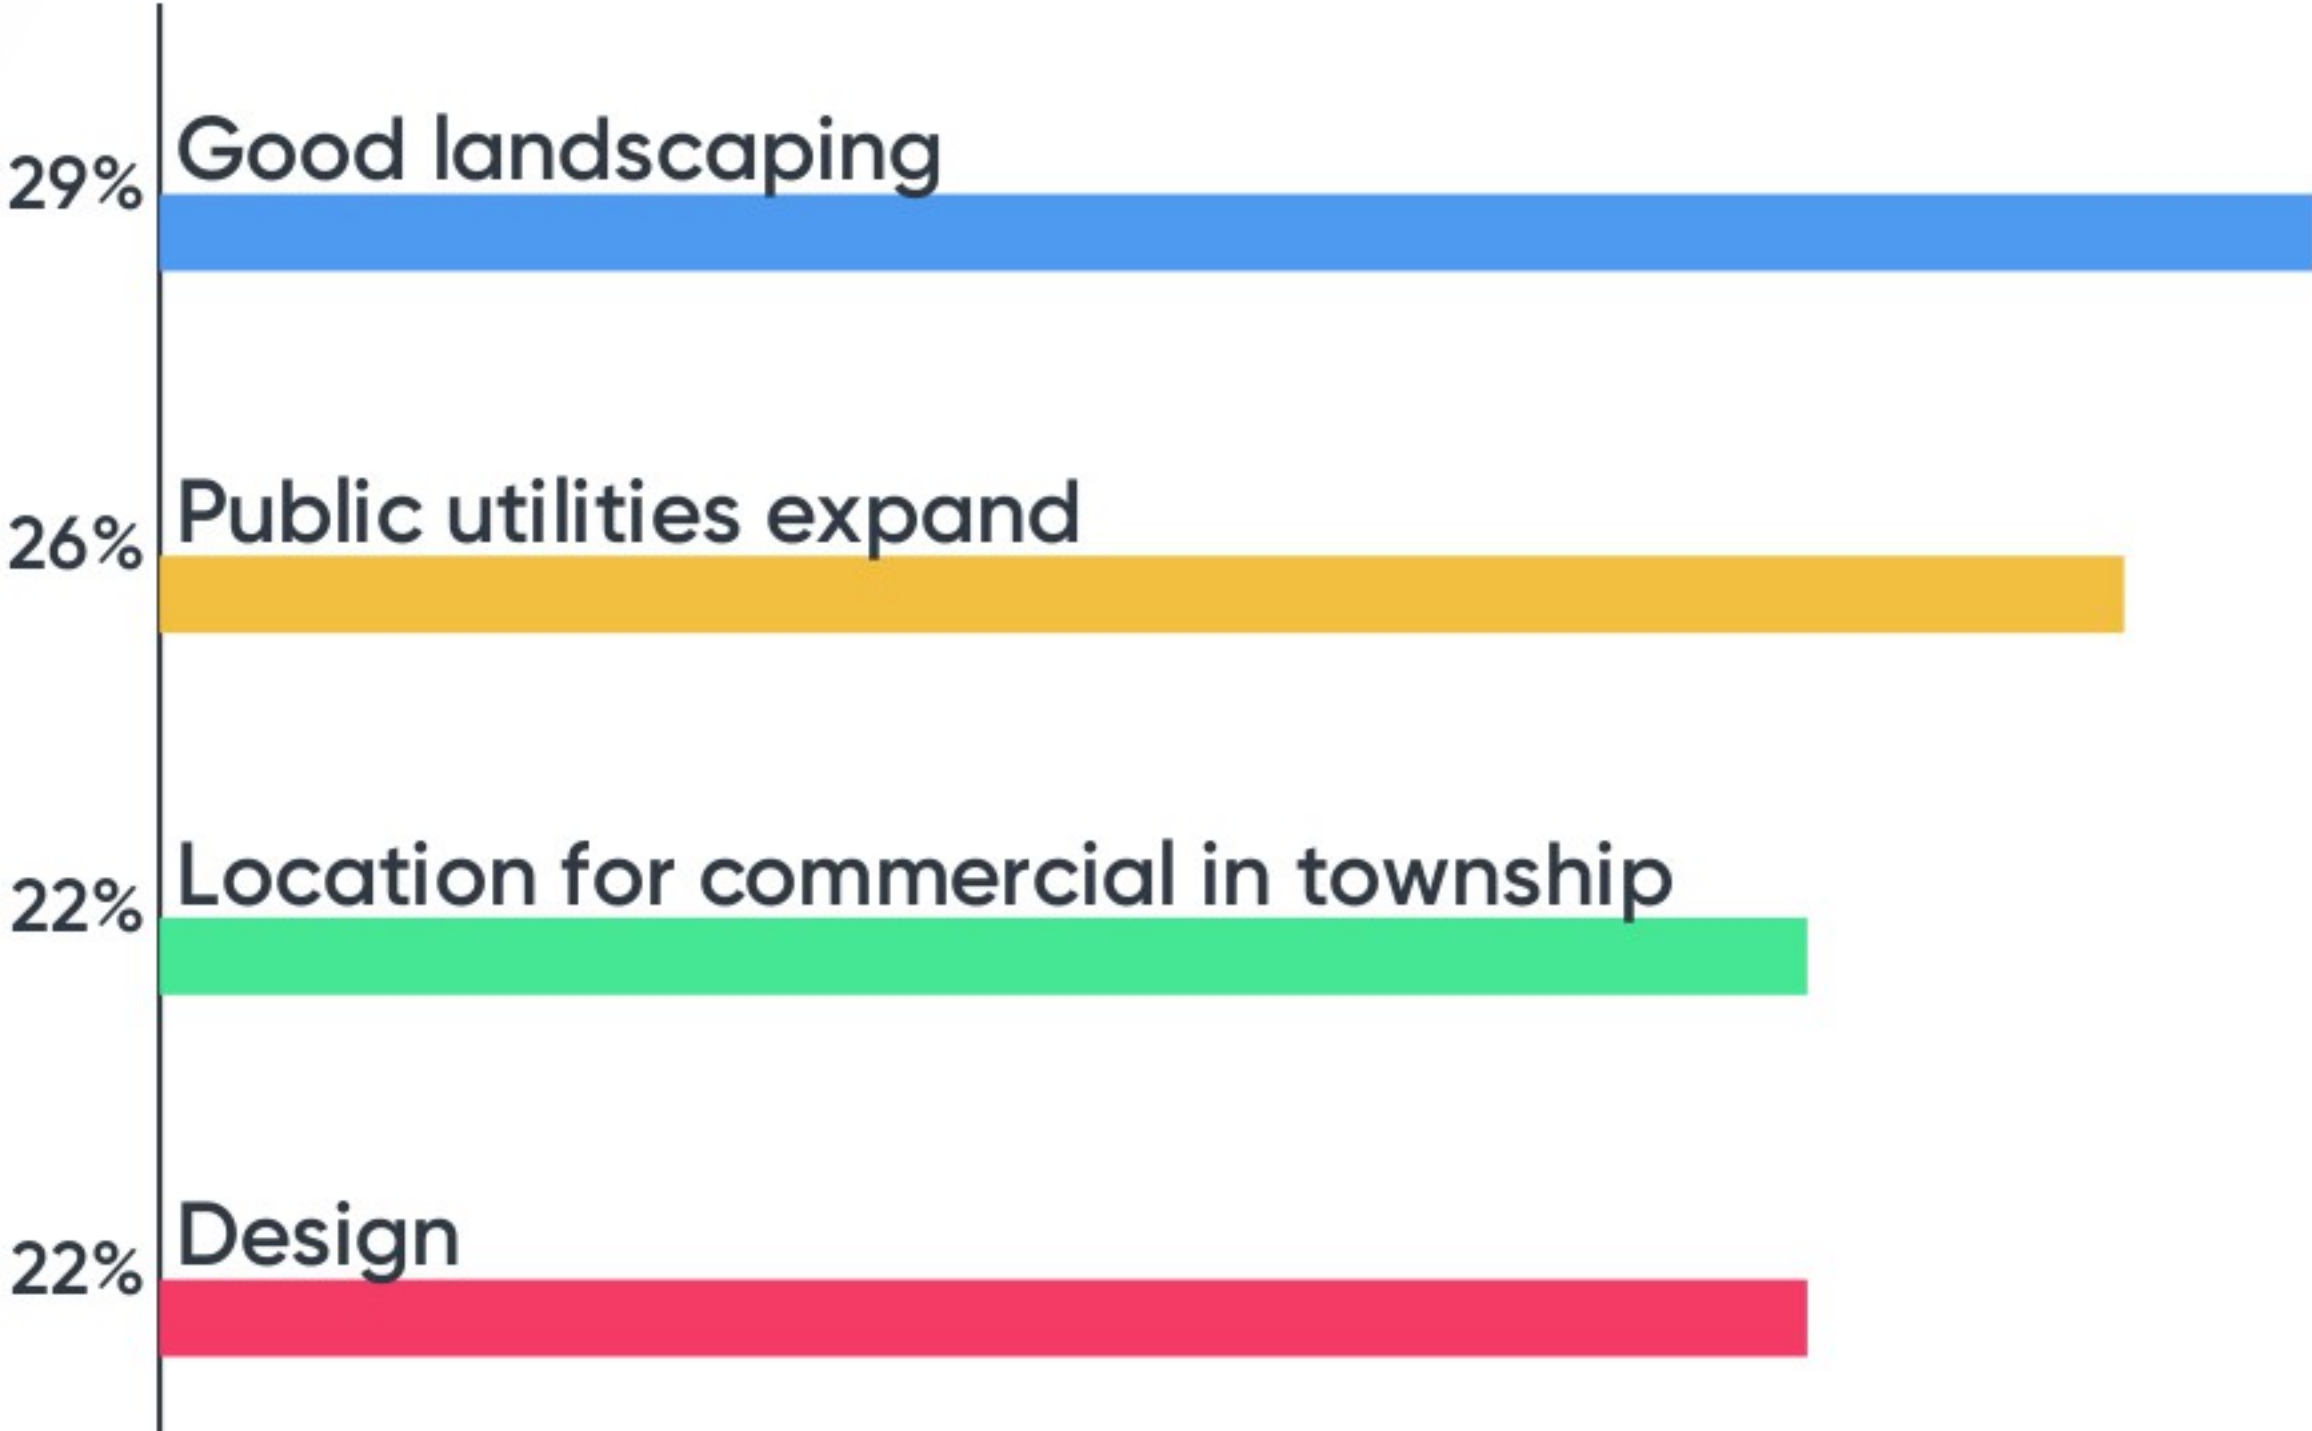 29% Good landscaping
26% Public utilities expand
22% Location for commercial in township
22% Design